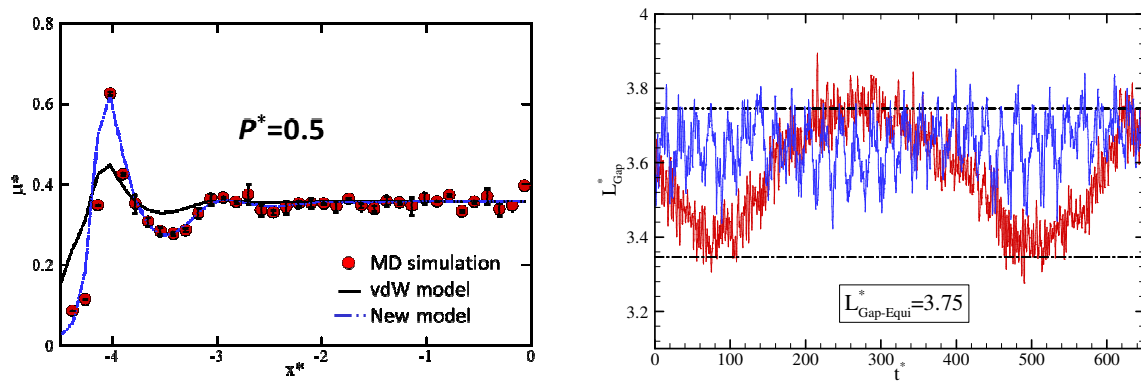 0.8
0.6
0.4
0.2
0
μ*
P*=0.5
MD simulation
vdW model
New model
-4
-3
-2
-1
0
x*
4
3.8
3.6
3.4
3.2
L*Gap
L*Gap-Equi=3.75
0
100
200
300
400
500
600
t*